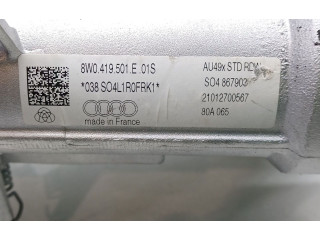 8W0.419.501.E .01S
*038 SO4L1R0FRK1*
made in France
AU49x STD RDW
SO4 867903
21012700567
80A 065